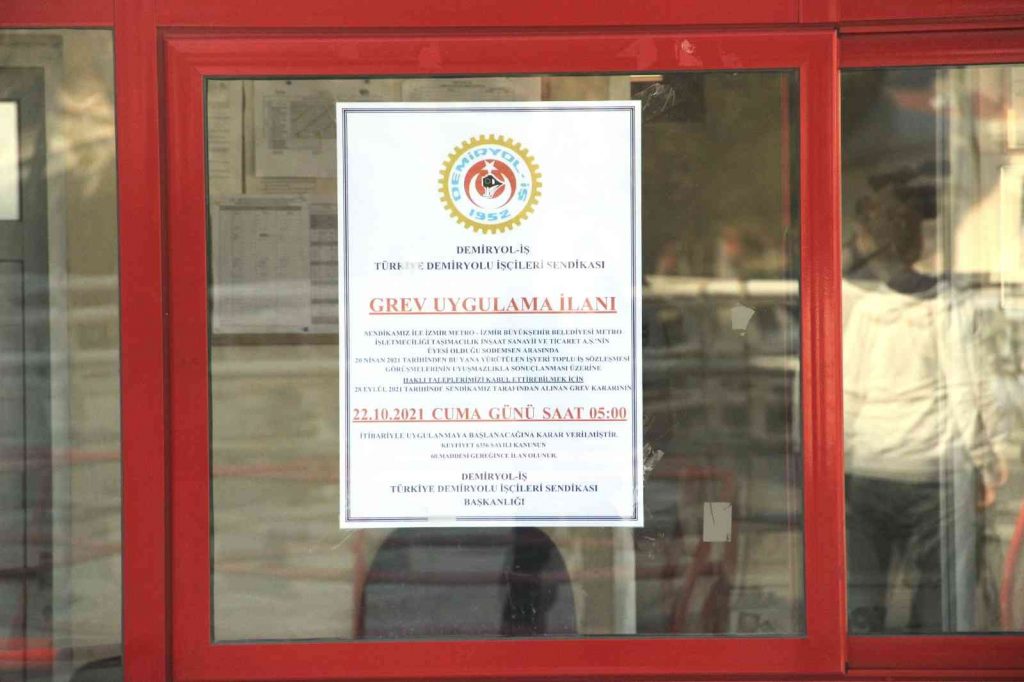 DEMİRYOL-İŞ
1952
DEMİRYOL-İŞ
TÜRKİYE DEMİRYOLU İŞÇİLERİ SENDİKASI
GREV UYGULAMA İLANI
SENDİKAMIZ İLE İZMİR METRO - İZMİR BÜYÜKŞEHİR BELEDİYESİ METRO
İŞLETMECİLİĞİ TAŞIMACILIK İNŞAAT SANAYİİ VE TİCARET A.Ş.'NİN
ÜYESİ OLDUĞU SODEMSEN ARASINDA
20 NİSAN 2021 TARİHİNDEN BU YANA YÜRÜTÜLEN İŞYERİ TOPLU İŞ SÖZLEŞMESİ
GÖRÜŞMELERİNİN UYUŞMAZLIKLA SONUÇLANMASI ÜZERİNE
HAKLI TALEPLERİMİZİ KABUL ETTİREBİLMEK İÇİN
28 EYLÜL 2021 TARİHİNDE SENDİKAMIZ TARAFINDAN ALINAN GREV KARARININ
22.10.2021 CUMA GÜNÜ SAAT 05:00
İTİBARİYLE UYGULANMAYA BAŞLANACAĞINA KARAR VERİLMİŞTİR.
KEYFİYET 6356 SAYILI KANUNUN
60.MADDESİ GEREĞİNCE İLAN OLUNUR.
DEMİRYOL-İŞ
TÜRKİYE DEMİRYOLU İŞÇİLERİ SENDİKASI
BAŞKANLIĞI